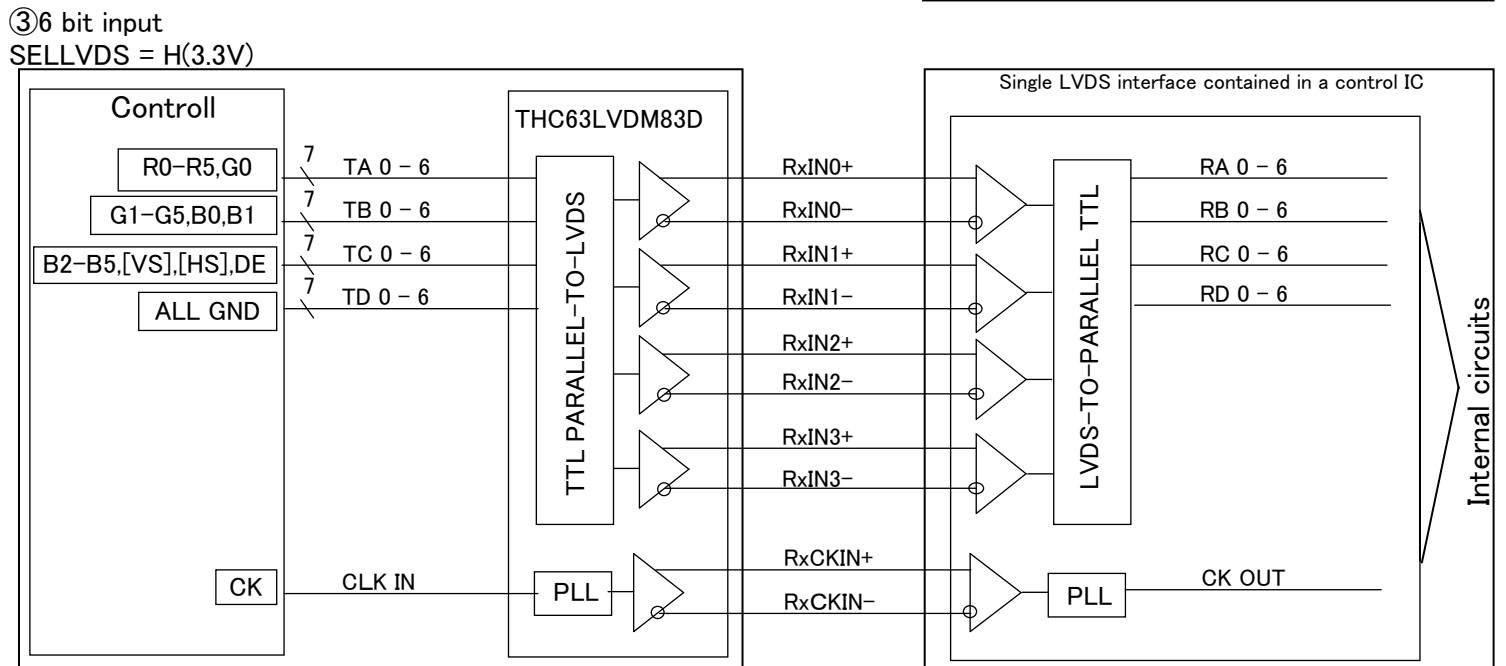 ③6 bit input
SELLVDS = H(3.3V)
Single LVDS interface contained in a control IC
Controll
THC63LVDM83D
R0-R5,G0
7
TA 0 - 6
RxIN0+
RA 0 - 6
G1-G5,B0,B1
7
TB 0 - 6
RxIN0-
RB 0 - 6
B2-B5,[VS],[HS],DE
7
TC 0 - 6
RxIN1+
RC 0 - 6
ALL GND
7
TD 0 - 6
RxIN1-
RD 0 - 6
TTL PARALLEL-TO-LVDS
LVDS-TO-PARALLEL TTL
RxIN2+
RxIN2-
RxIN3+
RxIN3-
Internal circuits
CK
CLK IN
PLL
RxCKIN+
RxCKIN-
PLL
CK OUT